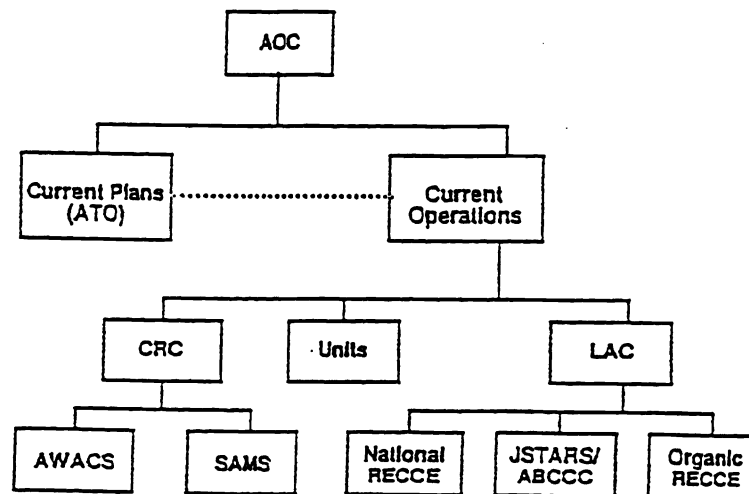 AOC
Current Plans
(ATO)
Current
Operations
CRC
Units
LAC
AWACS
SAMS
National
RECCE
JSTARS/
ABCCC
Organic
RECCE